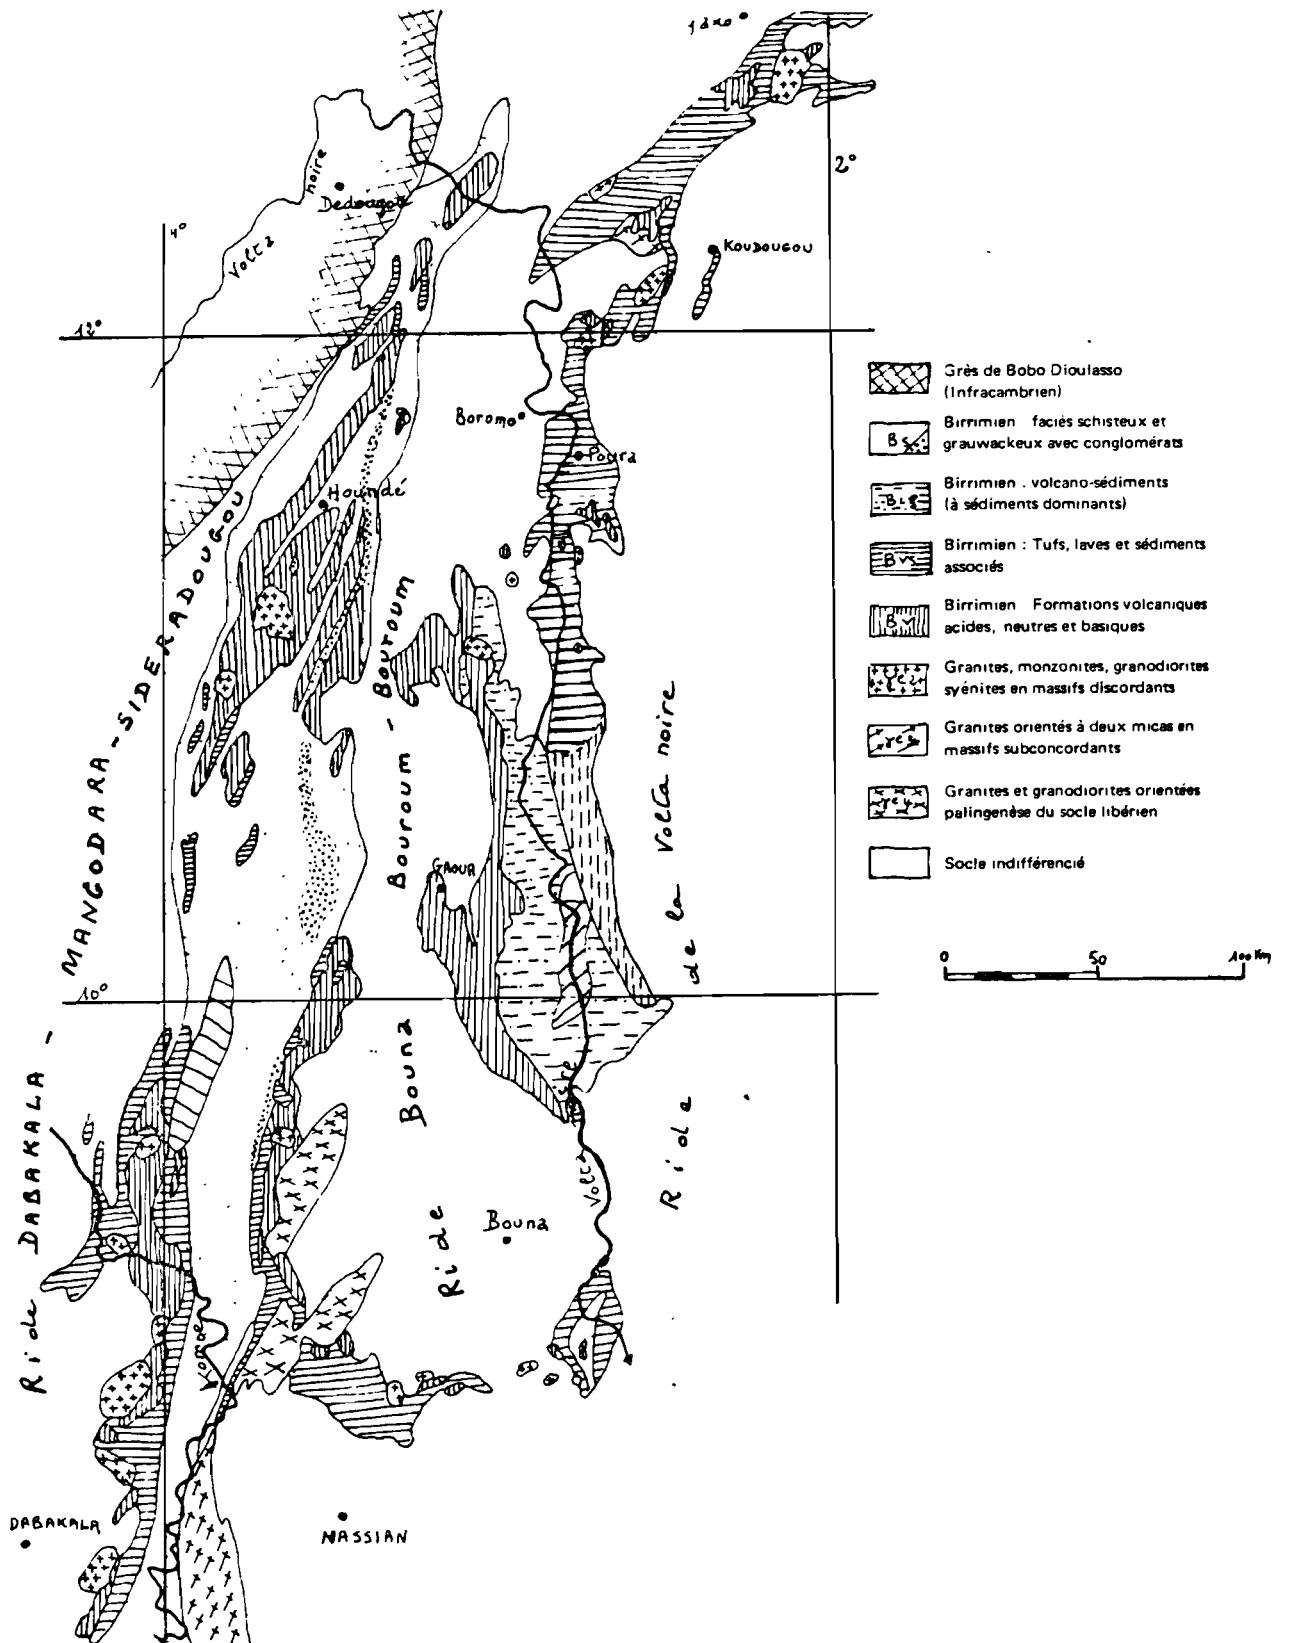 2°
noire
Dedougou
Volta
4°
KOUDOUGOU
12°
Boromo
Poura
Houndé
MANGODARA - SIDERADOUGOU
Bouroum - Bouroum
GAOUA
Volta noire
de la
Ride
10°
Bouna
Ride
Volta
Bouna
Ride DABAKALA -
Komoé
DABAKALA
NASSIAN
Grès de Bobo Dioulasso
(Infracambrien)
Birrimien faciès schisteux et
grauwackeux avec conglomérats
Birrimien . volcano-sédiments
(à sédiments dominants)
Bvs
Birrimien : Tufs, laves et sédiments
associés
Bv
Birrimien Formations volcaniques
acides, neutres et basiques
Granites, monzonites, granodiorites
syénites en massifs discordants
Granites orientés à deux micas en
massifs subconcordants
Granites et granodiorites orientées
palingenèse du socle libérien
Socle indifférencié
0 50 100 Km